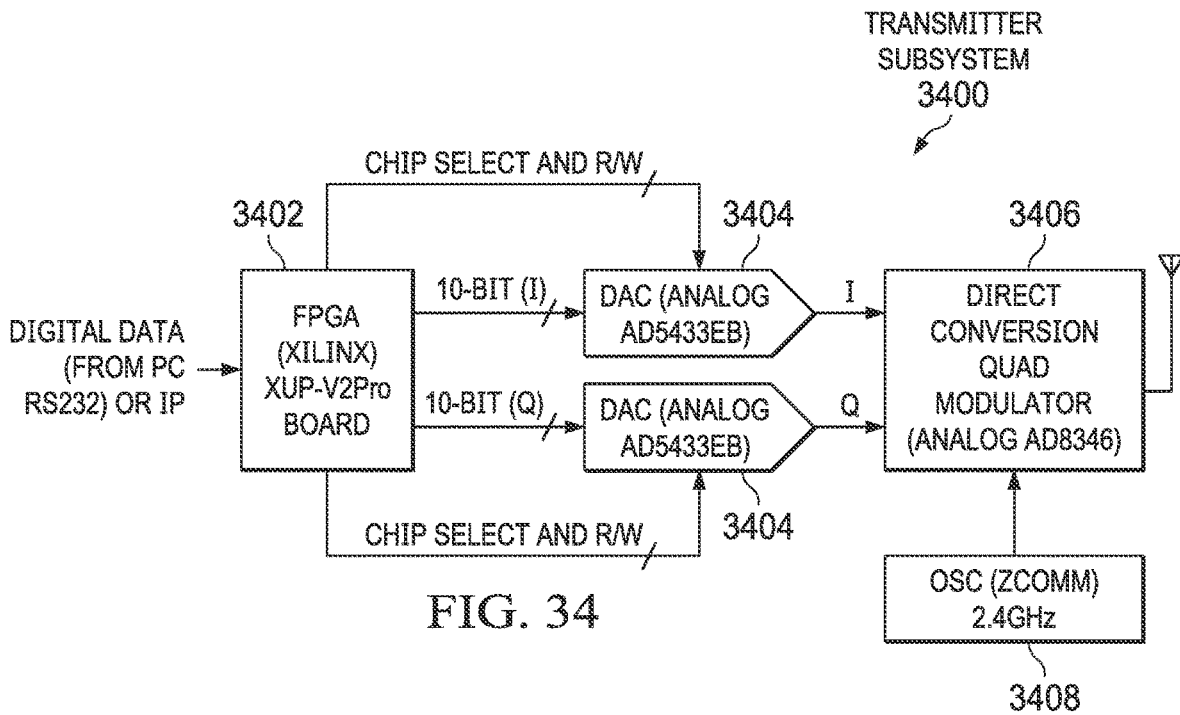 TRANSMITTER
SUBSYSTEM
3400
CHIP SELECT AND R/W
3402
3404
3406
DIGITAL DATA
(FROM PC
RS232) OR IP
FPGA
(XILINX)
XUP-V2Pro
BOARD
10-BIT (I)
DAC (ANALOG
AD5433EB)
I
10-BIT (Q)
DAC (ANALOG
AD5433EB)
Q
DIRECT
CONVERSION
QUAD
MODULATOR
(ANALOG AD8346)
3404
CHIP SELECT AND R/W
OSC (ZCOMM)
2.4GHz
3408
FIG. 34